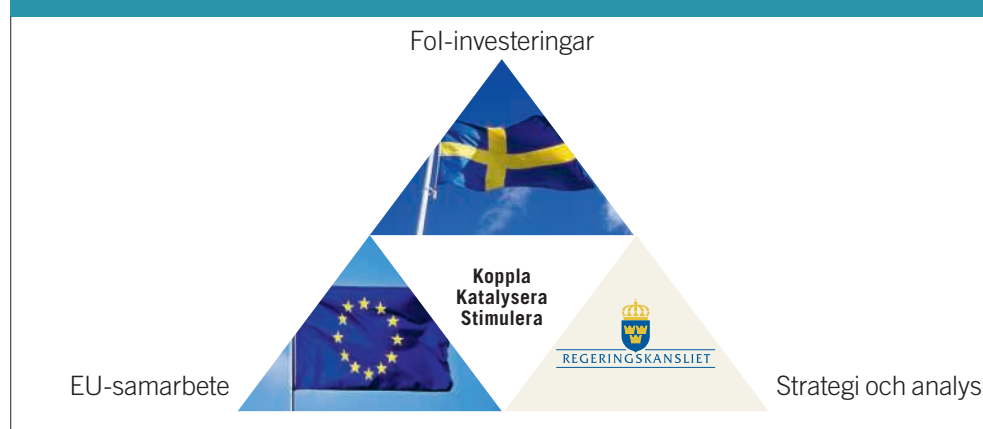 FoI-investeringar
Koppla
Katalysera
Stimulera
REGERINGSKANSLIET
EU-samarbete
Strategi och analys